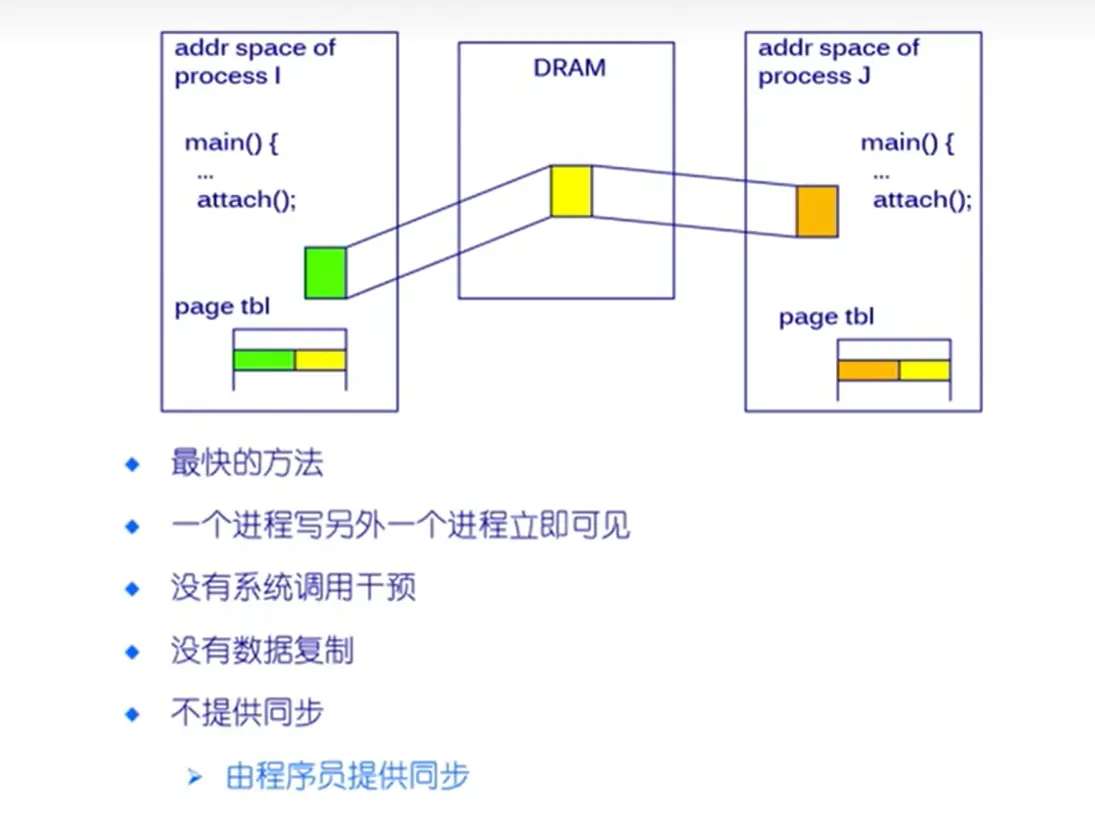 addr space of
process I
main() {
...
attach();
page tbl
DRAM
addr space of
process J
main() {
...
attach();
page tbl
最快的方法
一个进程写另外一个进程立即可见
没有系统调用干预
没有数据复制
不提供同步
由程序员提供同步